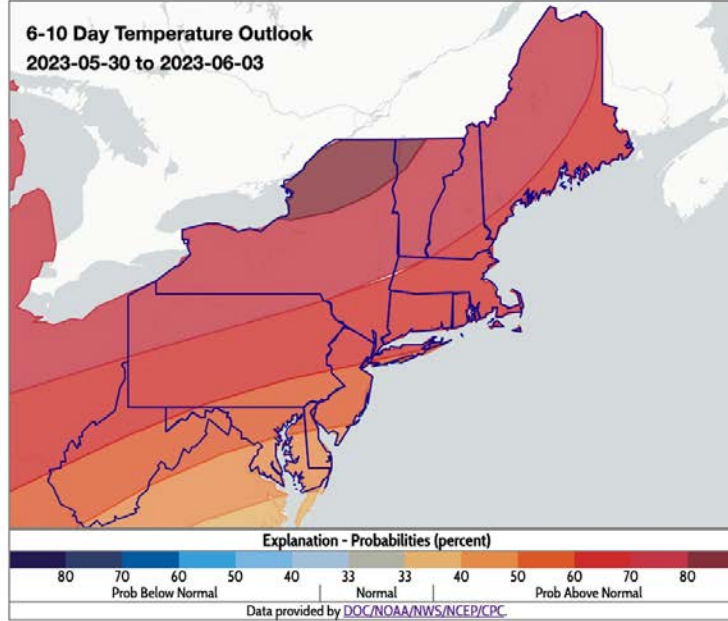 6-10 Day Temperature Outlook
2023-05-30 to 2023-06-03
Explanation - Probabilities (percent)
80 70 60 50 40 33 33 40 50 60 70 80
Prob Below Normal Normal Prob Above Normal
Data provided by DOC/NOAA/NWS/NCEP/CPC.